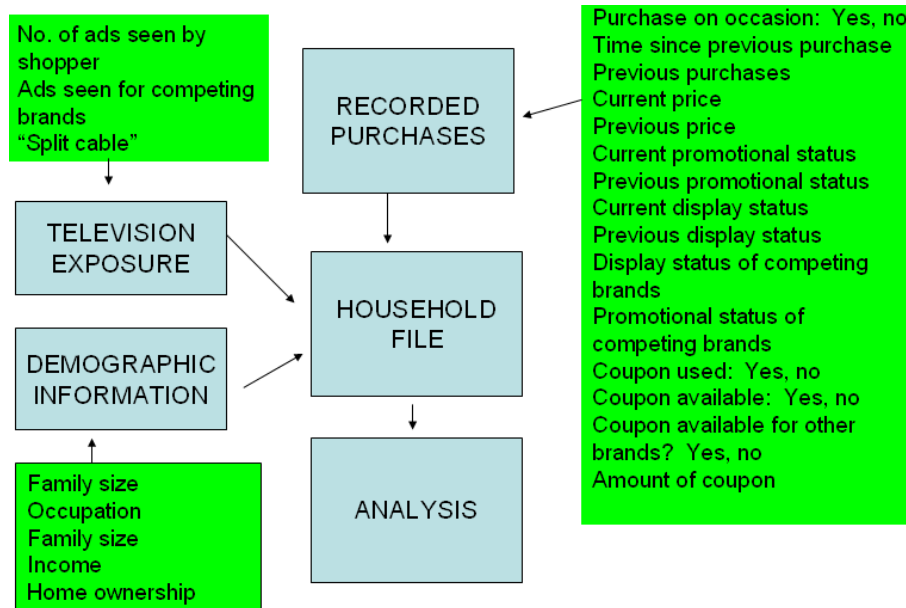 No. of ads seen by
shopper
Ads seen for competing
brands
“Split cable”
TELEVISION
EXPOSURE
DEMOGRAPHIC
INFORMATION
Family size
Occupation
Family size
Income
Home ownership
RECORDED
PURCHASES
HOUSEHOLD
FILE
ANALYSIS
Purchase on occasion: Yes, no
Time since previous purchase
Previous purchases
Current price
Previous price
Current promotional status
Previous promotional status
Current display status
Previous display status
Display status of competing
brands
Promotional status of
competing brands
Coupon used: Yes, no
Coupon available: Yes, no
Coupon available for other
brands? Yes, no
Amount of coupon